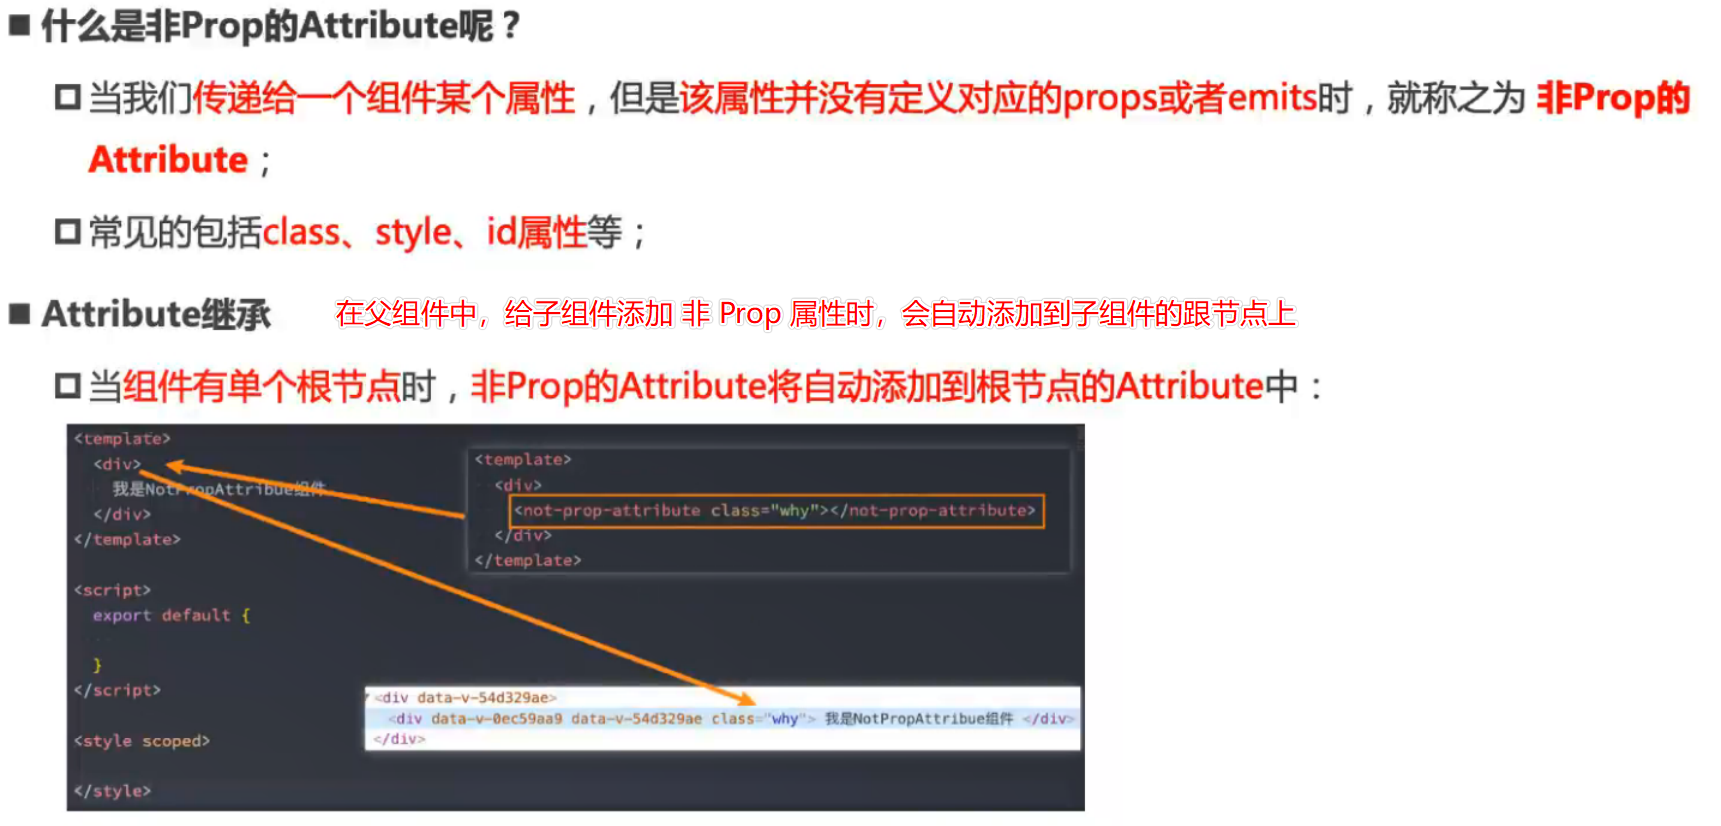 ■ 什么是非Prop的Attribute呢？
当我们传递给一个组件某个属性，但是该属性并没有定义对应的props或者emits时，就称之为 非Prop的
Attribute；
常见的包括class、style、id属性等；
■ Attribute继承 在父组件中，给子组件添加 非 Prop 属性时，会自动添加到子组件的跟节点上
当组件有单个根节点时，非Prop的Attribute将自动添加到根节点的Attribute中：
<template>
<div>
我是NotPropAttribue组件
</div>
</template>
<script>
export default {
}
</script>
<style scoped>
</style>
<template>
<div>
<not-prop-attribute class="why"></not-prop-attribute>
</div>
</template>
<div data-v-54d329ae>
<div data-v-0ec59aa9 data-v-54d329ae class="why"> 我是NotPropAttribue组件 </div>
</div>